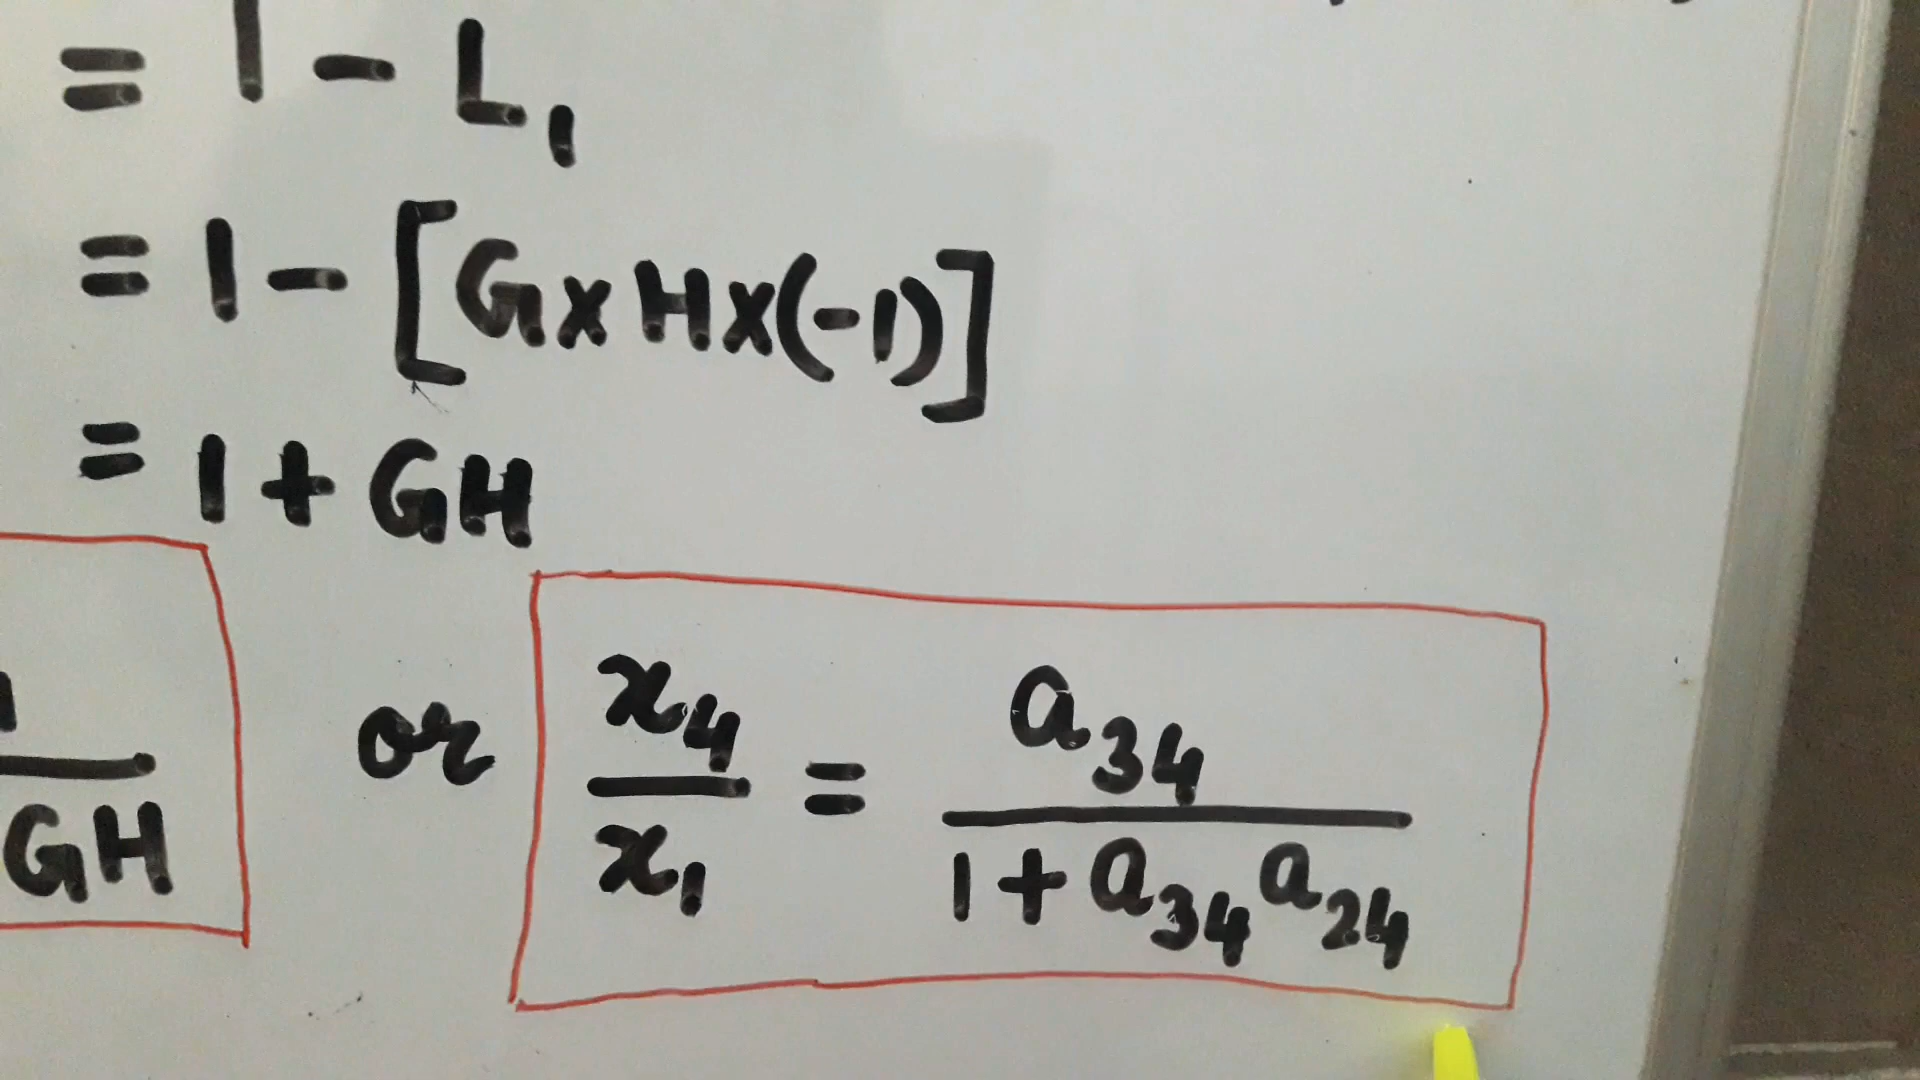 = 1 - L₁
= 1 - [G x H x (-1)]
= 1 + GH
GH
or
x₄/x₁ = a₃₄/(1 + a₃₄a₂₄)